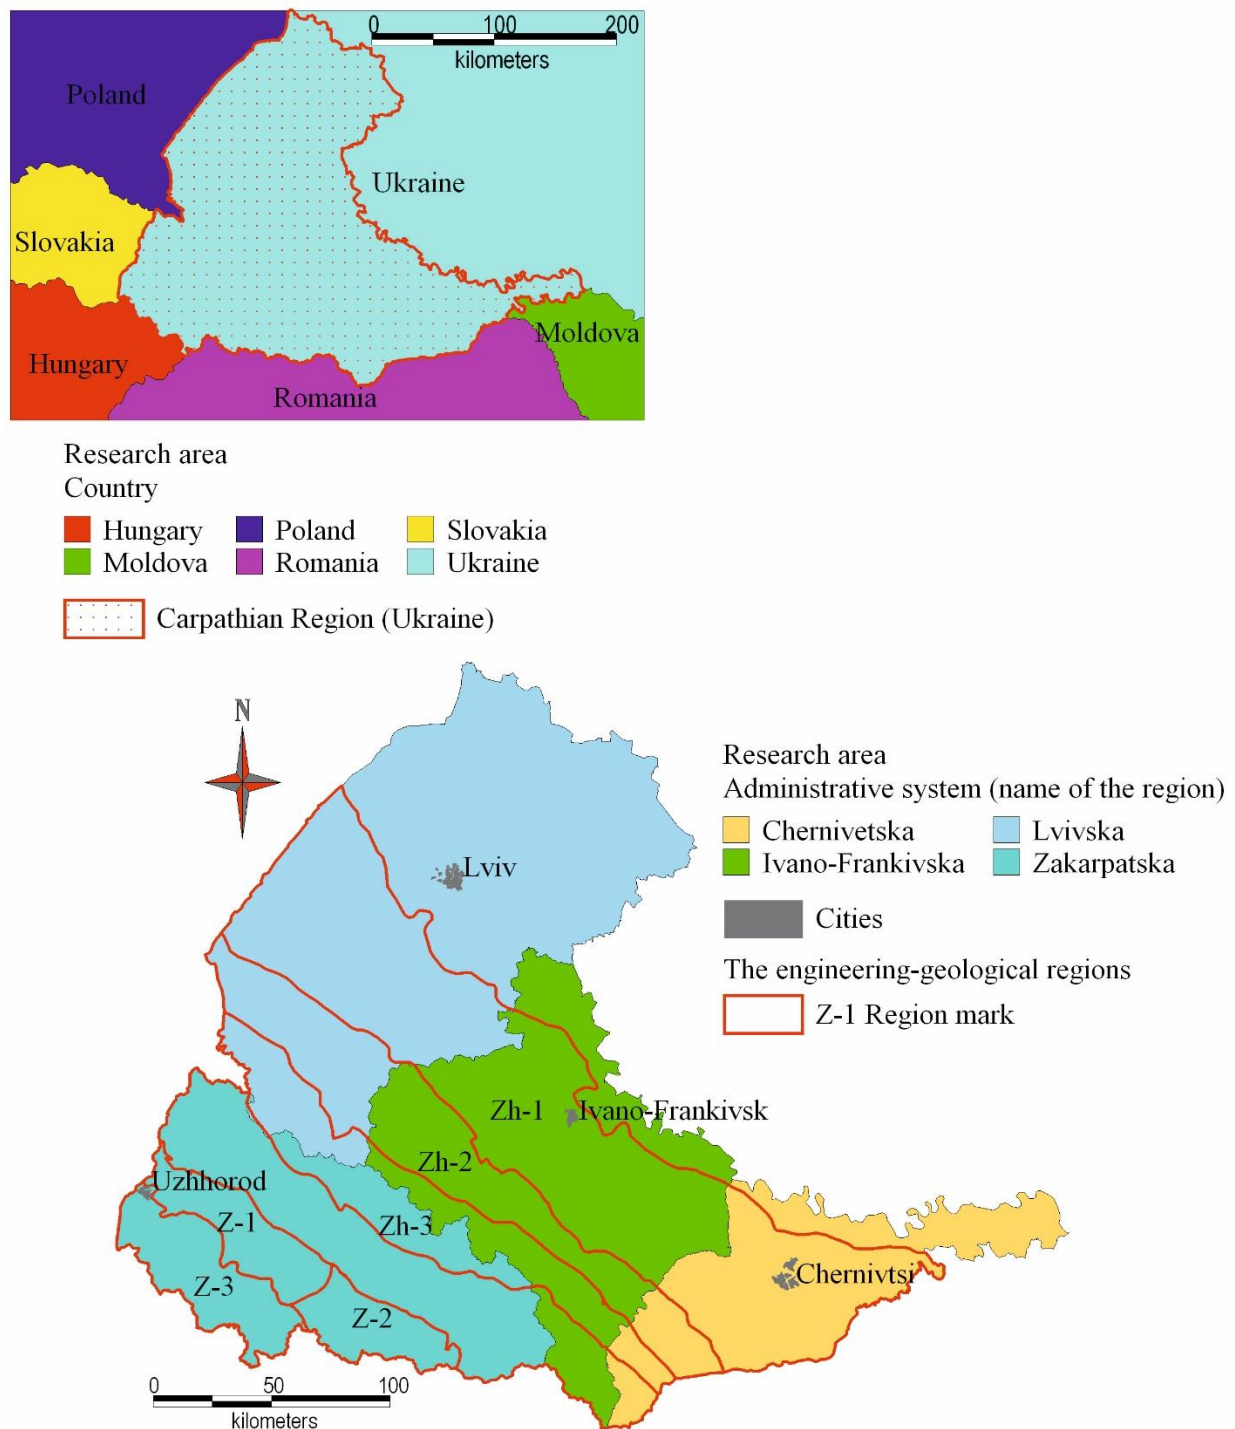 0 100 200
kilometers
Poland
Ukraine
Slovakia
Moldova
Hungary
Romania
Research area
Country
Hungary Poland Slovakia
Moldova Romania Ukraine
Carpathian Region (Ukraine)
N
Research area
Administrative system (name of the region)
Chernivetska Lvivska
Ivano-Frankivska Zakarpatska
Cities
The engineering-geological regions
Z-1 Region mark
Lviv
Zh-1 Ivano-Frankivsk
Zh-2
Uzhhorod
Z-1 Zh-3
Chernivtsi
Z-3
Z-2
0 50 100
kilometers